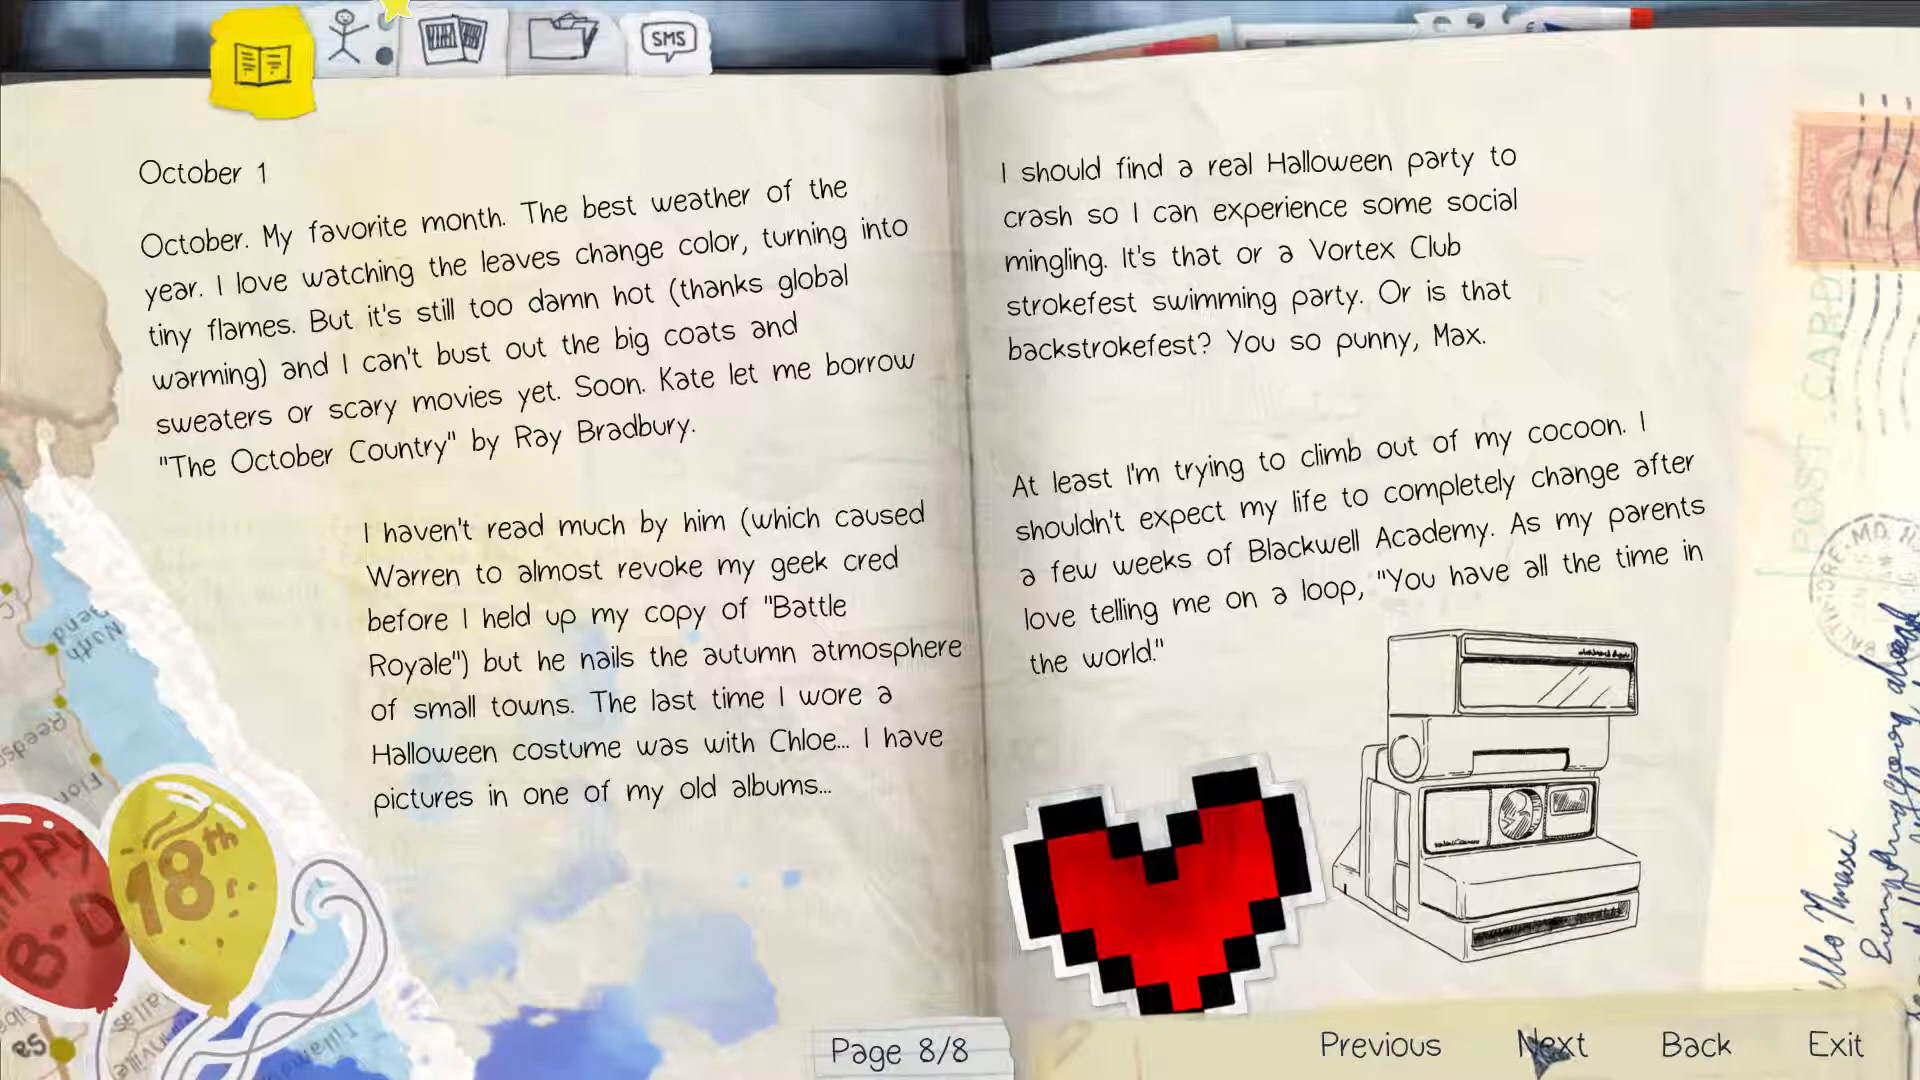 SMS
October 1
October. My favorite month. The best weather of the
year. I love watching the leaves change color, turning into
tiny flames. But it's still too damn hot (thanks global
warming) and I can't bust out the big coats and
sweaters or scary movies yet. Soon. Kate let me borrow
"The October Country" by Ray Bradbury.
I haven't read much by him (which caused
Warren to almost revoke my geek cred
before I held up my copy of "Battle
Royale") but he nails the autumn atmosphere
of small towns. The last time I wore a
Halloween costume was with Chloe... I have
pictures in one of my old albums...
I should find a real Halloween party to
crash so I can experience some social
mingling. It's that or a Vortex Club
strokefest swimming party. Or is that
backstrokefest? You so punny, Max.
At least I'm trying to climb out of my cocoon. I
shouldn't expect my life to completely change after
a few weeks of Blackwell Academy. As my parents
love telling me on a loop, "You have all the time in
the world."
POST CARD
North
Bend
B-D 18th
Page 8/8
Previous
Next
Back
Exit